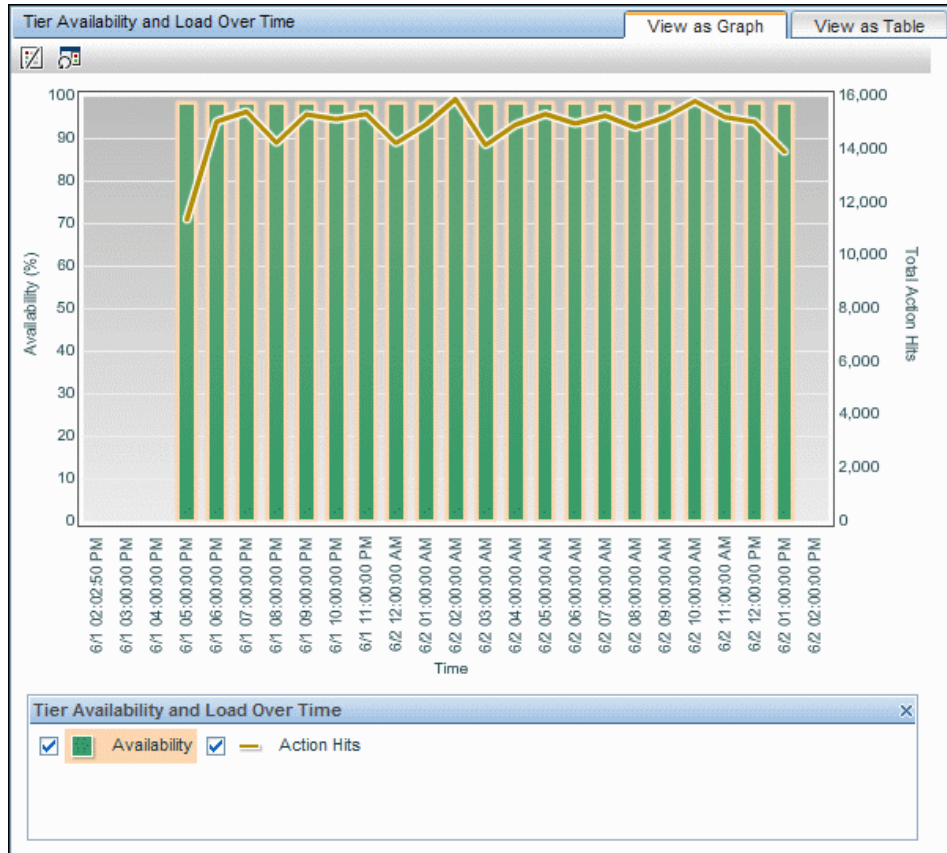 Tier Availability and Load Over Time
View as Graph
View as Table
100
90
80
70
60
50
40
30
20
10
0
Availability (%)
16,000
14,000
12,000
10,000
8,000
6,000
4,000
2,000
0
Total Action Hits
6/1 02:02:50 PM
6/1 03:00:00 PM
6/1 04:00:00 PM
6/1 05:00:00 PM
6/1 06:00:00 PM
6/1 07:00:00 PM
6/1 08:00:00 PM
6/1 09:00:00 PM
6/1 10:00:00 PM
6/1 11:00:00 PM
6/2 12:00:00 AM
6/2 01:00:00 AM
6/2 02:00:00 AM
6/2 03:00:00 AM
6/2 04:00:00 AM
6/2 05:00:00 AM
6/2 06:00:00 AM
6/2 07:00:00 AM
6/2 08:00:00 AM
6/2 09:00:00 AM
6/2 10:00:00 AM
6/2 11:00:00 AM
6/2 12:00:00 PM
6/2 01:00:00 PM
6/2 02:00:00 PM
Time
Tier Availability and Load Over Time
Availability
Action Hits